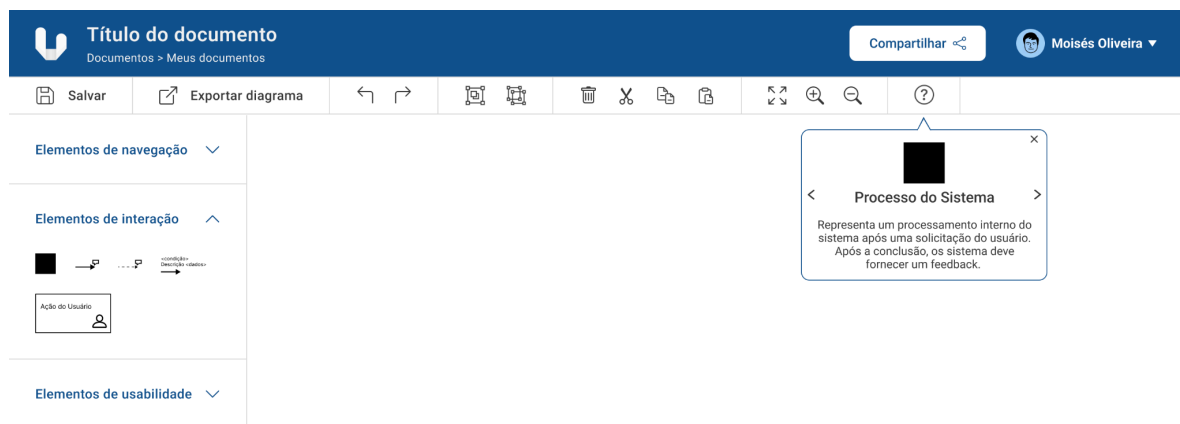 Título do documento
Documentos > Meus documentos
Compartilhar
Moisés Oliveira
Salvar
Exportar diagrama
?
Elementos de navegação
Elementos de interação
<condição>
Descrição <dados>
Ação do Usuário
Elementos de usabilidade
Processo do Sistema
Representa um processamento interno do
sistema após uma solicitação do usuário.
Após a conclusão, os sistema deve
fornecer um feedback.